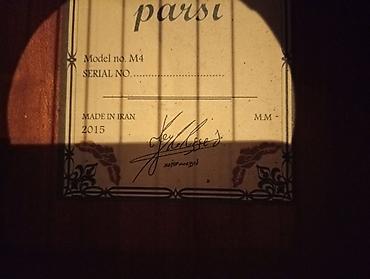 parsi
Model no. M4
SERIAL NO............................
MADE IN IRAN M.M
2015